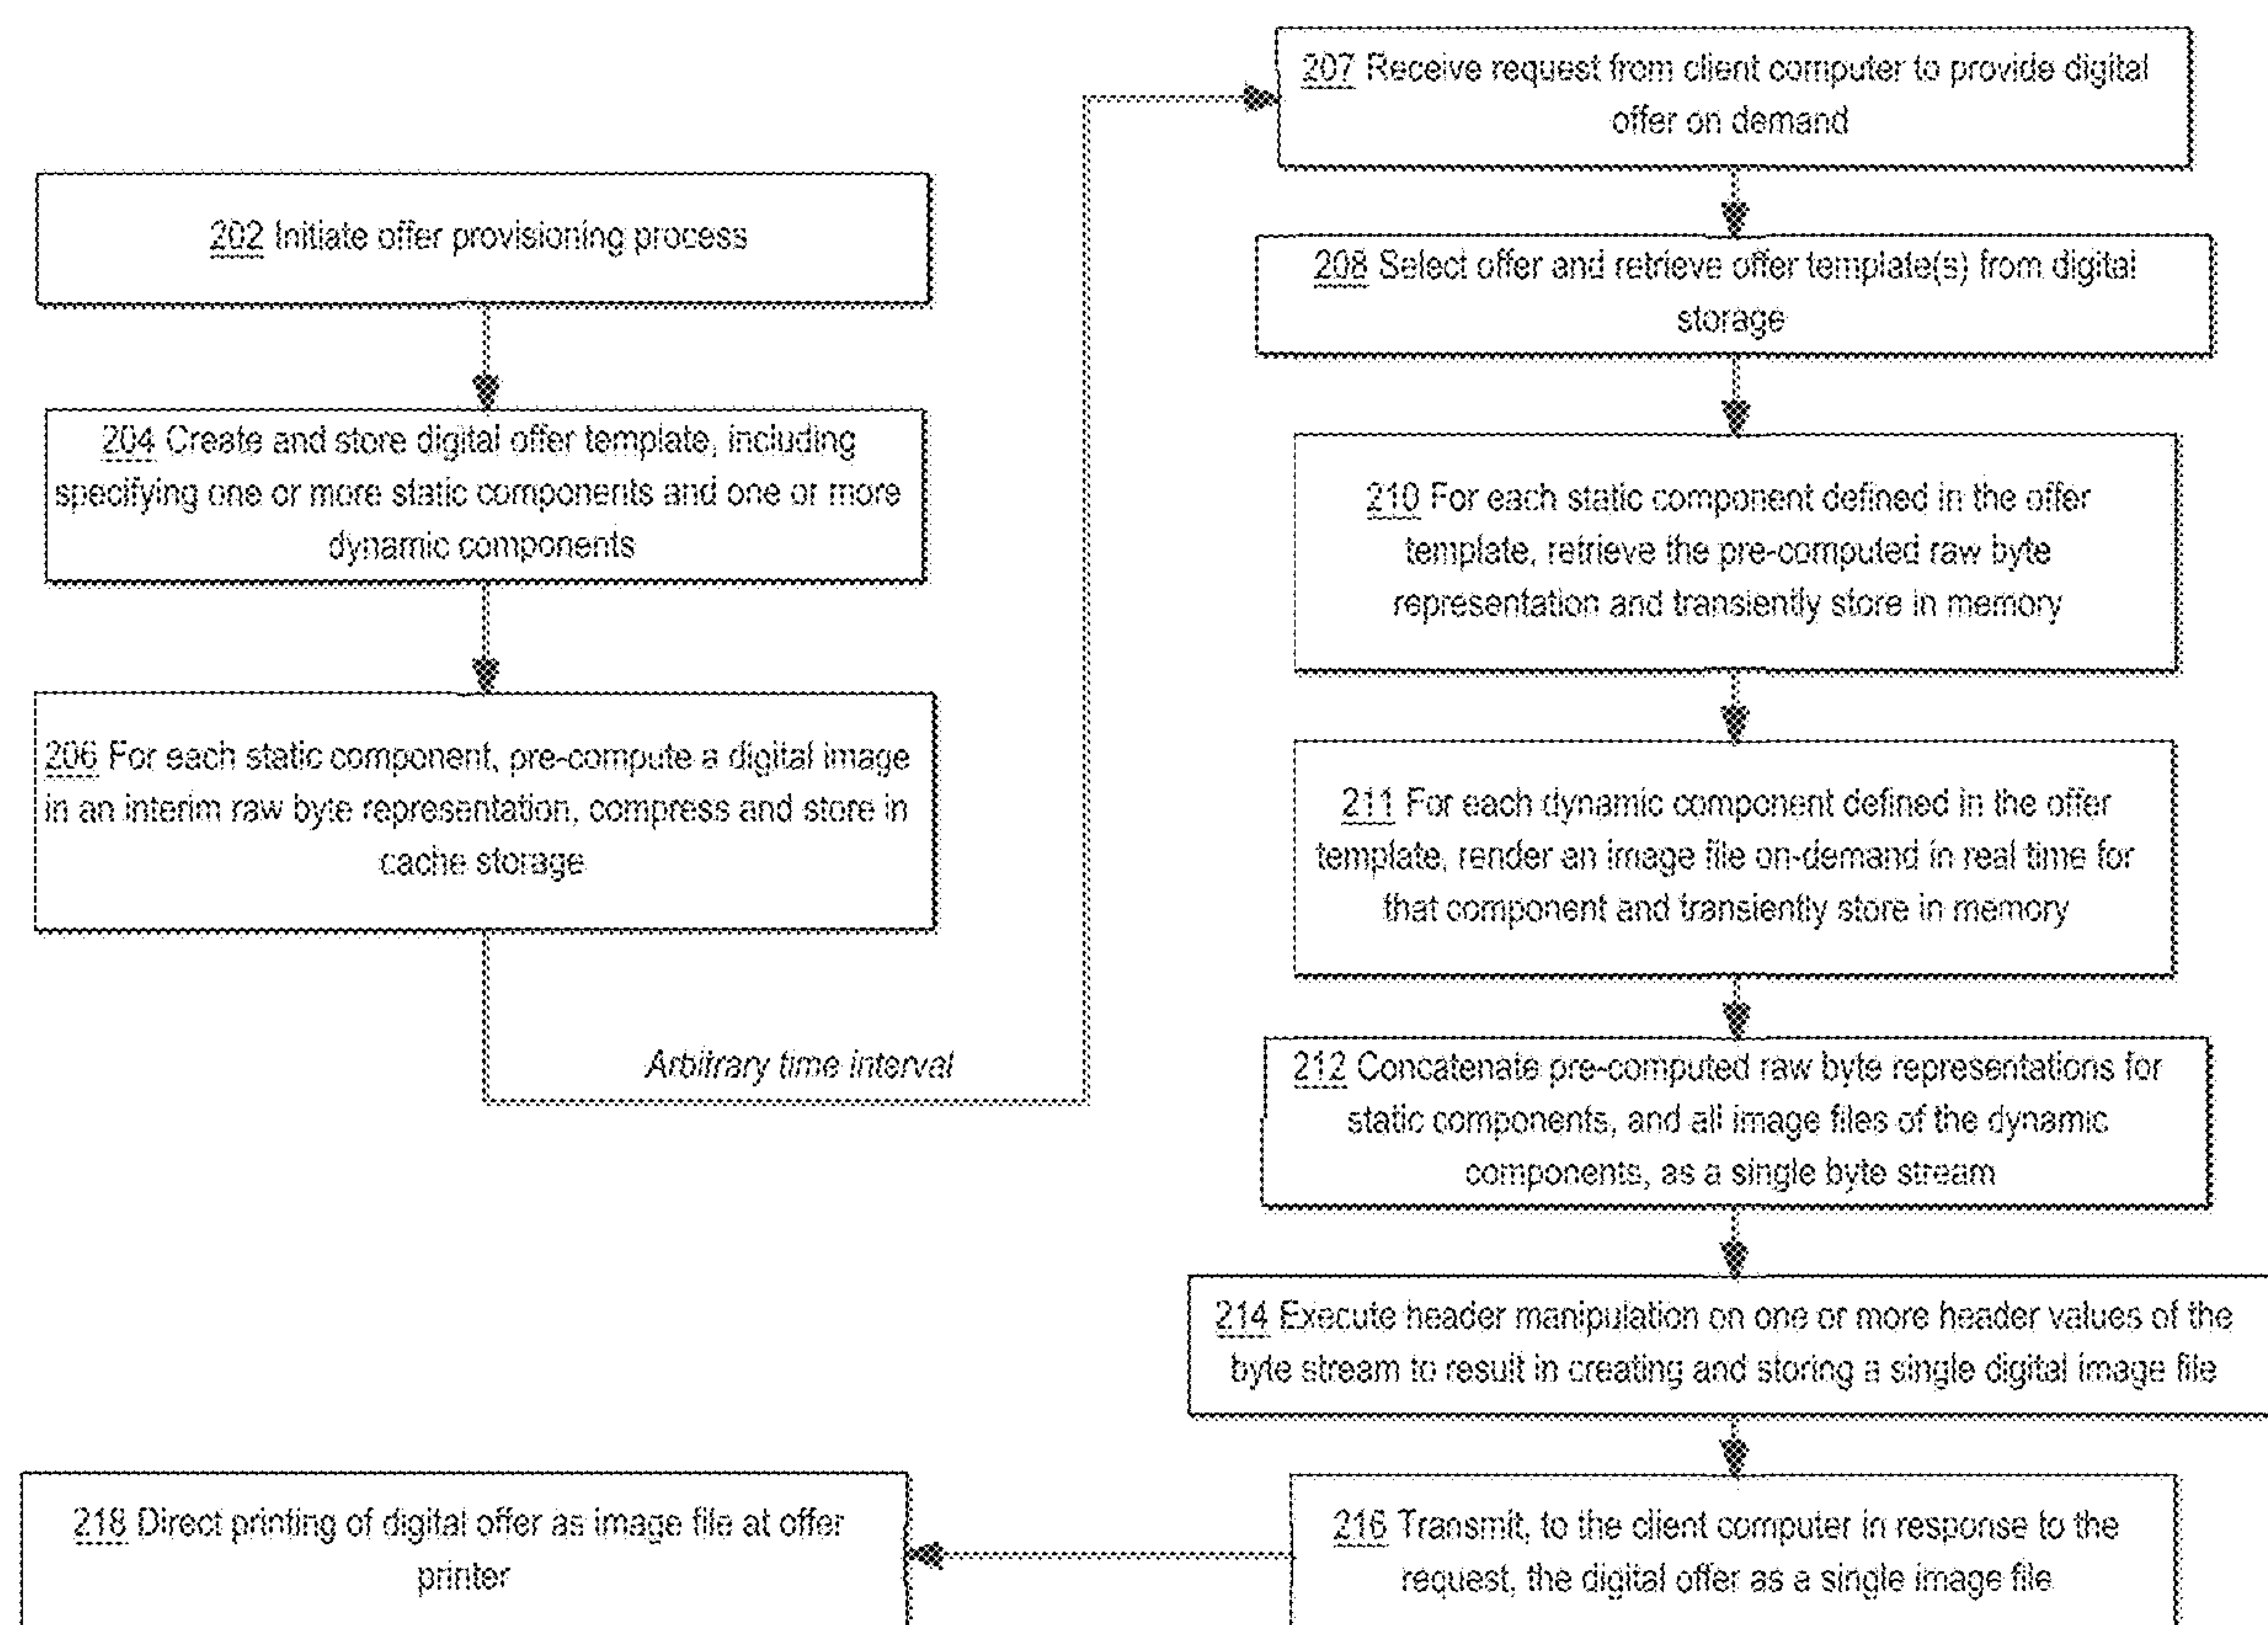 202 Initiate offer provisioning process
204 Create and store digital offer template, including
specifying one or more static components and one or more
dynamic components
206 For each static component, pre-compute a digital image
in an interim raw byte representation, compress and store in
cache storage
Arbitrary time interval
207 Receive request from client computer to provide digital
offer on demand
208 Select offer and retrieve offer template(s) from digital
storage
210 For each static component defined in the offer
template, retrieve the pre-computed raw byte
representation and transiently store in memory
211 For each dynamic component defined in the offer
template, render an image file on-demand in real time for
that component and transiently store in memory
212 Concatenate pre-computed raw byte representations for
static components, and all image files of the dynamic
components, as a single byte stream
214 Execute header manipulation on one or more header values of the
byte stream to result in creating and storing a single digital image file
216 Transmit, to the client computer in response to the
request, the digital offer as a single image file
218 Direct printing of digital offer as image file at offer
printer